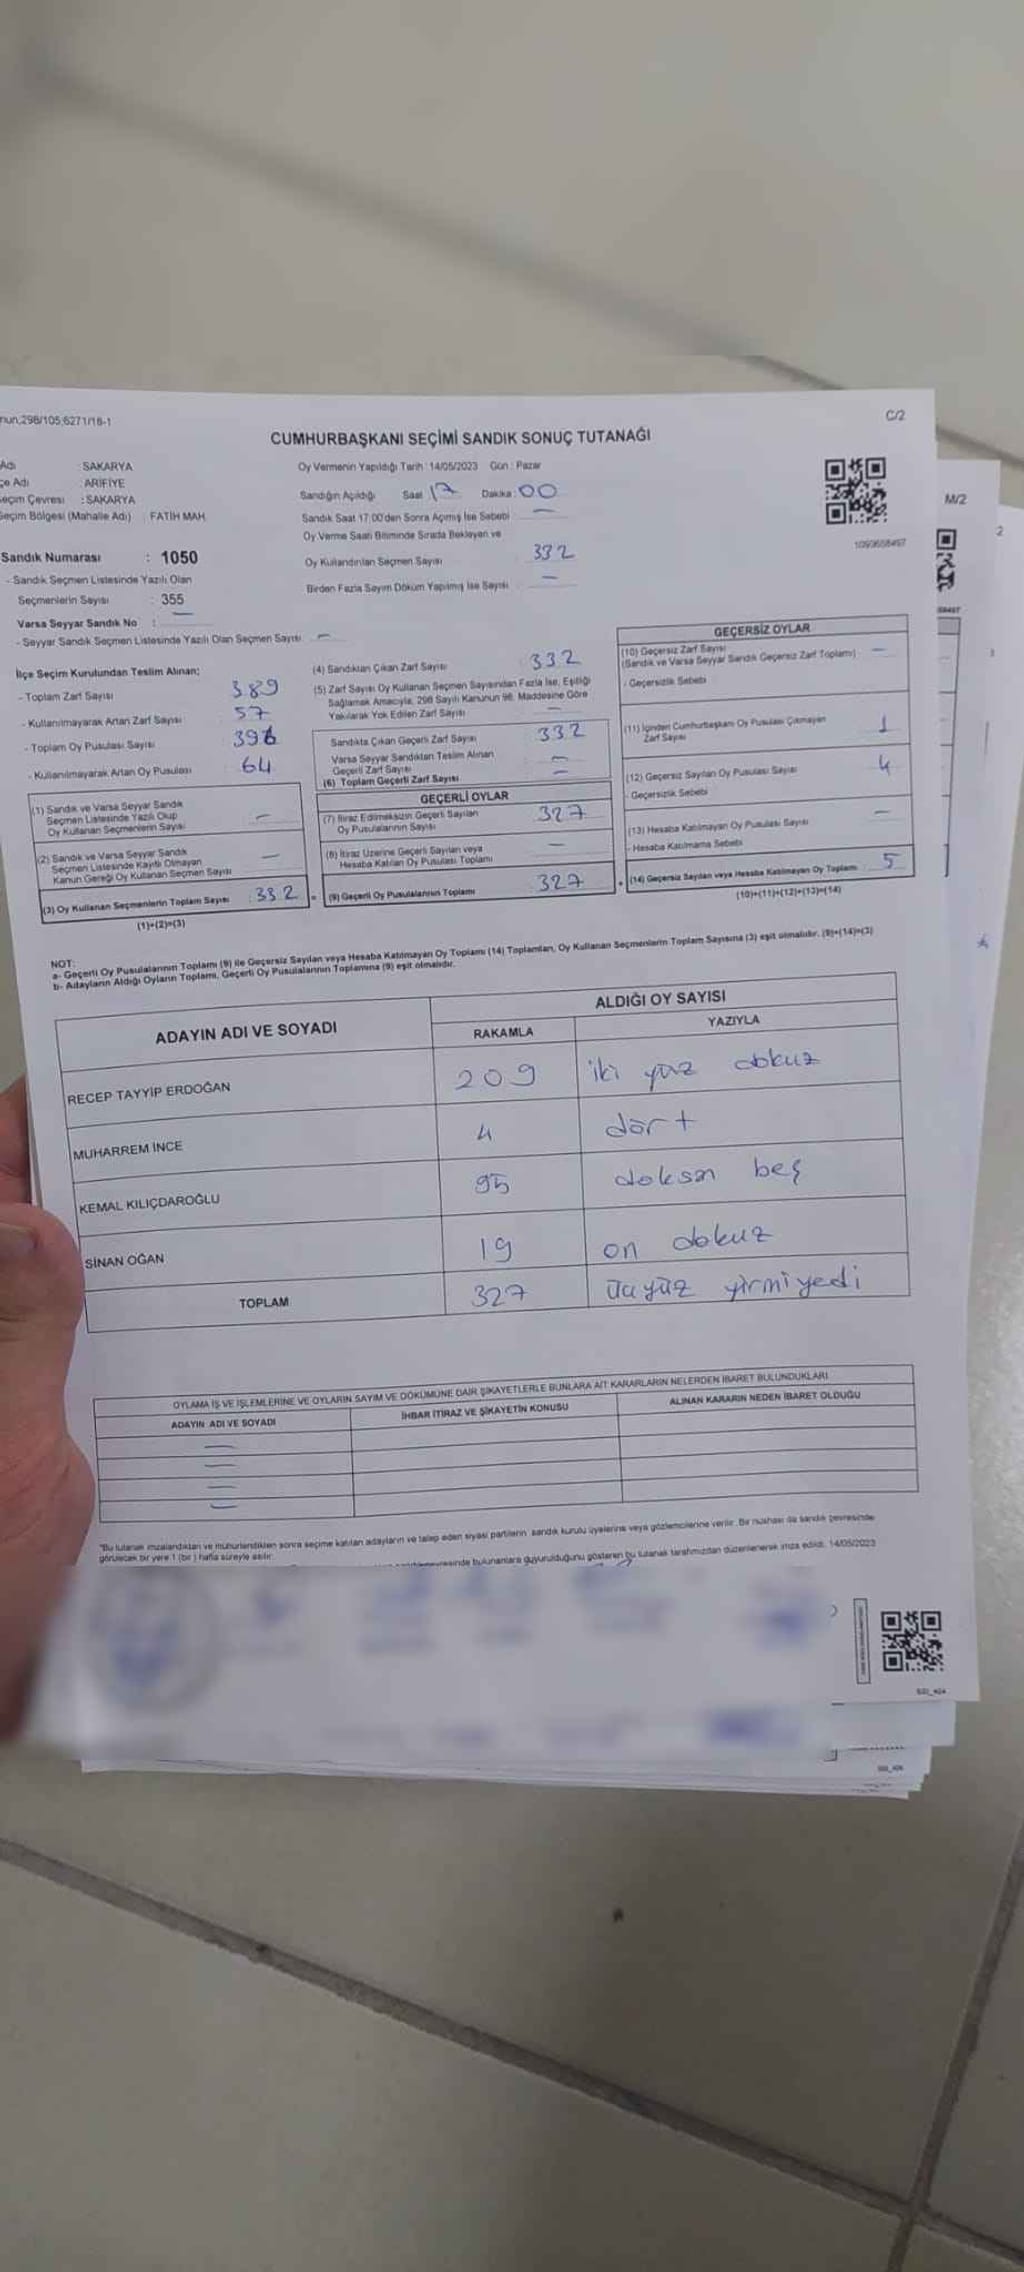 nun,298/105,6271/16-1
C/2
CUMHURBAŞKANI SEÇİMİ SANDIK SONUÇ TUTANAĞI
Adı : SAKARYA
çe Adı : ARİFİYE
eçim Çevresi : SAKARYA
Seçim Bölgesi (Mahalle Adı) : FATİH MAH.
Oy Vermenin Yapıldığı Tarih : 14/05/2023 Gün : Pazar
Sandığın Açıldığı Saat 17 Dakika : 00
Sandık Saat 17:00'den Sonra Açılmış İse Sebebi —
Oy Verme Saati Bitiminde Sırada Bekleyen ve
Oy Kullandırılan Seçmen Sayısı 332
Birden Fazla Sayım Döküm Yapılmış İse Sayısı —
1093658497
M/2
2
Sandık Numarası : 1050
- Sandık Seçmen Listesinde Yazılı Olan
Seçmenlerin Sayısı : 355
Varsa Seyyar Sandık No : —
- Seyyar Sandık Seçmen Listesinde Yazılı Olan Seçmen Sayısı —
İlçe Seçim Kurulundan Teslim Alınan;
- Toplam Zarf Sayısı 389
- Kullanılmayarak Artan Zarf Sayısı 57
- Toplam Oy Pusulası Sayısı 396
- Kullanılmayarak Artan Oy Pusulası 64
(4) Sandıktan Çıkan Zarf Sayısı 332
(5) Zarf Sayısı Oy Kullanan Seçmen Sayısından Fazla İse, Eşitliği
Sağlamak Amacıyla, 298 Sayılı Kanunun 98. Maddesine Göre
Yakılarak Yok Edilen Zarf Sayısı —
Sandıkta Çıkan Geçerli Zarf Sayısı 332
Varsa Seyyar Sandıktan Teslim Alınan
Geçerli Zarf Sayısı —
(6) Toplam Geçerli Zarf Sayısı —
GEÇERLİ OYLAR
(7) İtiraz Edilmeksizin Geçerli Sayılan
Oy Pusulalarının Sayısı 327
(8) İtiraz Üzerine Geçerli Sayılan veya
Hesaba Katılan Oy Pusulası Toplamı —
(9) Geçerli Oy Pusulalarının Toplamı 327
GEÇERSİZ OYLAR
(10) Geçersiz Zarf Sayısı
(Sandık ve Varsa Seyyar Sandık Geçersiz Zarf Toplamı) —
- Geçersizlik Sebebi
(11) İçinden Cumhurbaşkanı Oy Pusulası Çıkmayan
Zarf Sayısı 1
(12) Geçersiz Sayılan Oy Pusulası Sayısı 4
- Geçersizlik Sebebi
(13) Hesaba Katılmayan Oy Pusulası Sayısı —
- Hesaba Katılmama Sebebi
(14) Geçersiz Sayılan veya Hesaba Katılmayan Oy Toplamı 5
(10)+(11)+(12)+(13)=(14)
(1) Sandık ve Varsa Seyyar Sandık
Seçmen Listesinde Yazılı Olup
Oy Kullanan Seçmenlerin Sayısı —
(2) Sandık ve Varsa Seyyar Sandık
Seçmen Listesinde Kayıtlı Olmayan
Kanun Gereği Oy Kullanan Seçmen Sayısı —
(3) Oy Kullanan Seçmenlerin Toplam Sayısı : 332
(1)+(2)=(3)
NOT:
a- Geçerli Oy Pusulalarının Toplamı (9) ile Geçersiz Sayılan veya Hesaba Katılmayan Oy Toplamı (14) Toplamları, Oy Kullanan Seçmenlerin Toplam Sayısına (3) eşit olmalıdır. (9)+(14)=(3)
b- Adayların Aldığı Oyların Toplamı, Geçerli Oy Pusulalarının Toplamına (9) eşit olmalıdır.
ADAYIN ADI VE SOYADI
ALDIĞI OY SAYISI
RAKAMLA YAZIYLA
RECEP TAYYİP ERDOĞAN 209 iki yüz dokuz
MUHARREM İNCE 4 dört
KEMAL KILIÇDAROĞLU 95 doksan beş
SİNAN OĞAN 19 on dokuz
TOPLAM 327 üçyüz yirmiyedi
OYLAMA İŞ VE İŞLEMLERİNE VE OYLARIN SAYIM VE DÖKÜMÜNE DAİR ŞİKAYETLERLE BUNLARA AİT KARARLARIN NELERDEN İBARET BULUNDUKLARI
ADAYIN ADI VE SOYADI İHBAR İTİRAZ VE ŞİKAYETİN KONUSU ALINAN KARARIN NEDEN İBARET OLDUĞU
"Bu tutanak imzalandıktan ve mühürlendikten sonra seçime katılan adayların ve talep eden siyasi partilerin sandık kurulu üyelerine veya gözlemcilerine verilir. Bir nüshası da sandık çevresinde
görülecek bir yere 1 (bir) hafta süreyle asılır.
çevresinde bulunanlara duyurulduğunu gösteren bu tutanak tarafımızdan düzenlenerek imza edildi. 14/05/2023